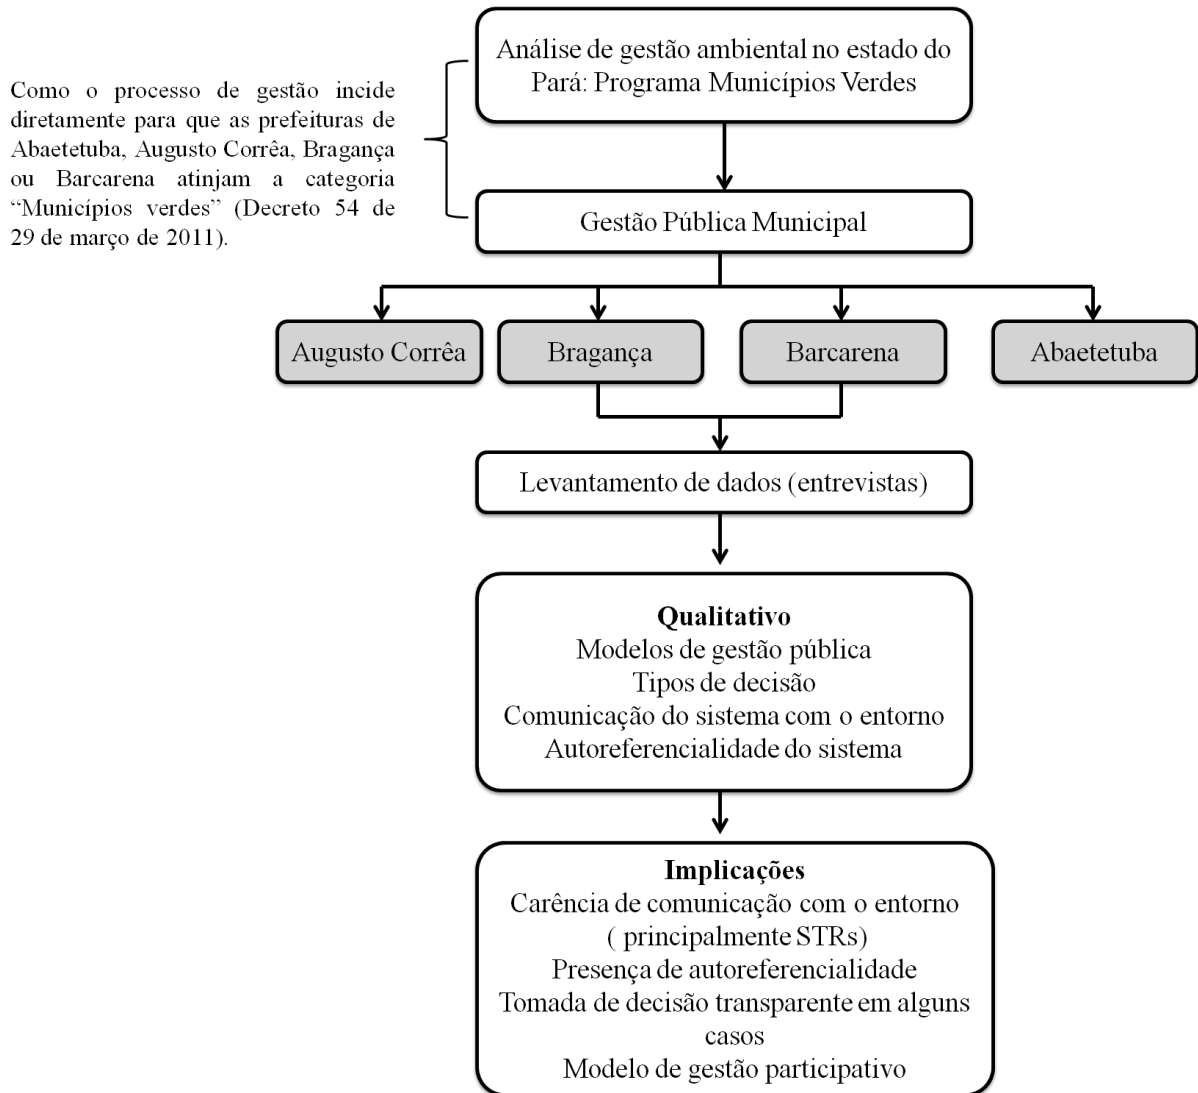 Análise de gestão ambiental no estado do
Pará: Programa Municípios Verdes
Como o processo de gestão incide
diretamente para que as prefeituras de
Abaetetuba, Augusto Corrêa, Bragança
ou Barcarena atinjam a categoria
“Municípios verdes” (Decreto 54 de
29 de março de 2011).
Gestão Pública Municipal
Augusto Corrêa
Bragança
Barcarena
Abaetetuba
Levantamento de dados (entrevistas)
Qualitativo
Modelos de gestão pública
Tipos de decisão
Comunicação do sistema com o entorno
Autoreferencialidade do sistema
Implicações
Carência de comunicação com o entorno
( principalmente STRs)
Presença de autoreferencialidade
Tomada de decisão transparente em alguns
casos
Modelo de gestão participativo